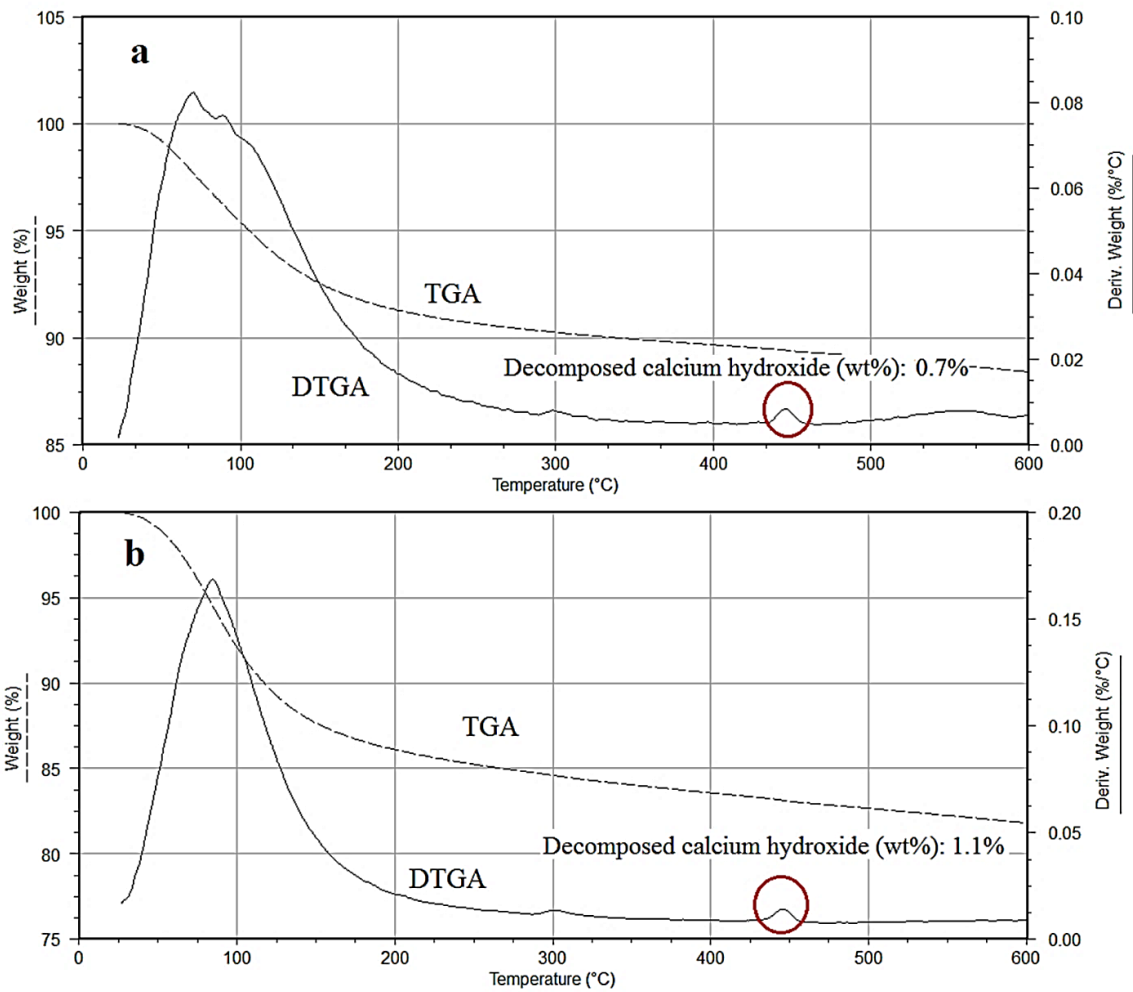 105
0.10
a
100
0.08
0.06
95
0.04
TGA
90
0.02
Decomposed calcium hydroxide (wt%): 0.7%
DTGA
85
0.00
0 100 200 300 400 500 600
Temperature (°C)
Weight (%)
Deriv. Weight (%/°C)
100
0.20
b
95
0.15
90
TGA
0.10
85
Decomposed calcium hydroxide (wt%): 1.1%
0.05
80
DTGA
75
0.00
0 100 200 300 400 500 600
Temperature (°C)
Weight (%)
Deriv. Weight (%/°C)